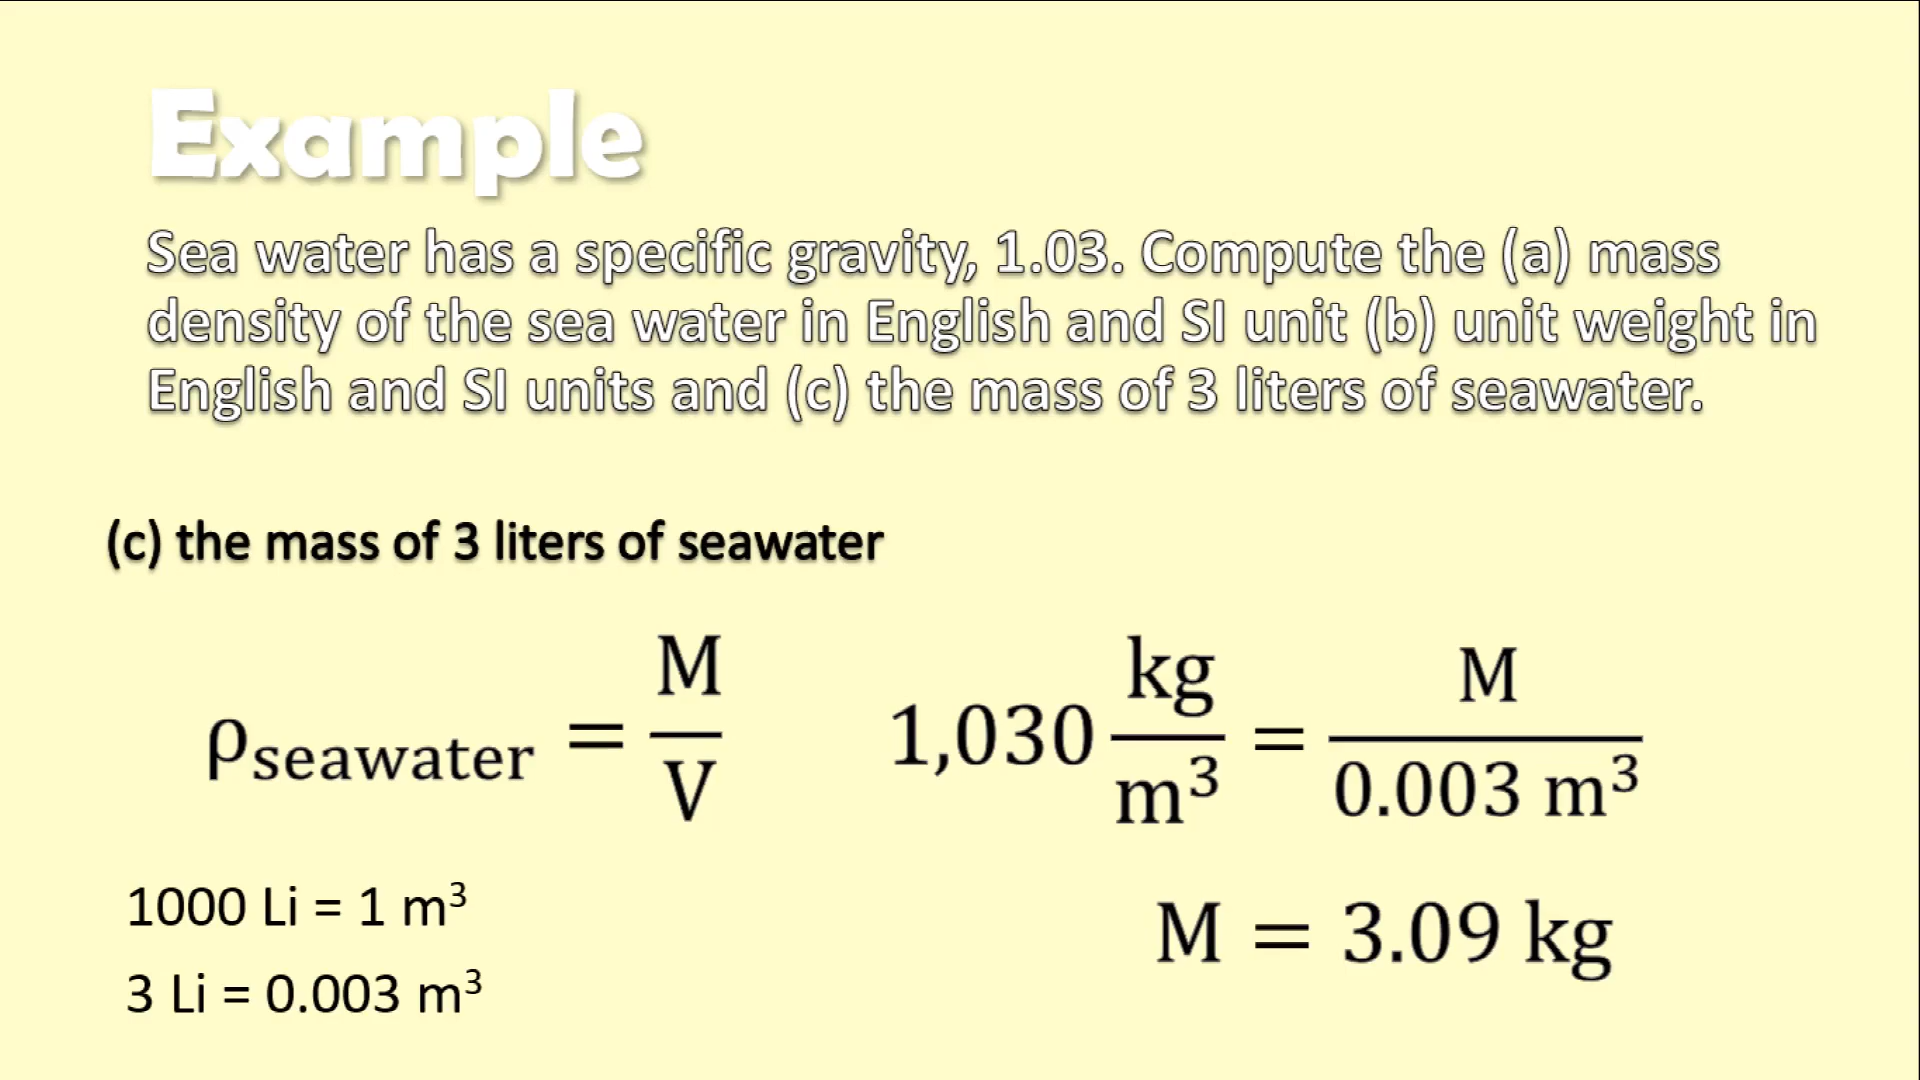 Example
Sea water has a specific gravity, 1.03. Compute the (a) mass
density of the sea water in English and SI unit (b) unit weight in
English and SI units and (c) the mass of 3 liters of seawater.
(c) the mass of 3 liters of seawater
ρseawater = M/V
1,030 kg/m³ = M/0.003 m³
1000 Li = 1 m³
M = 3.09 kg
3 Li = 0.003 m³